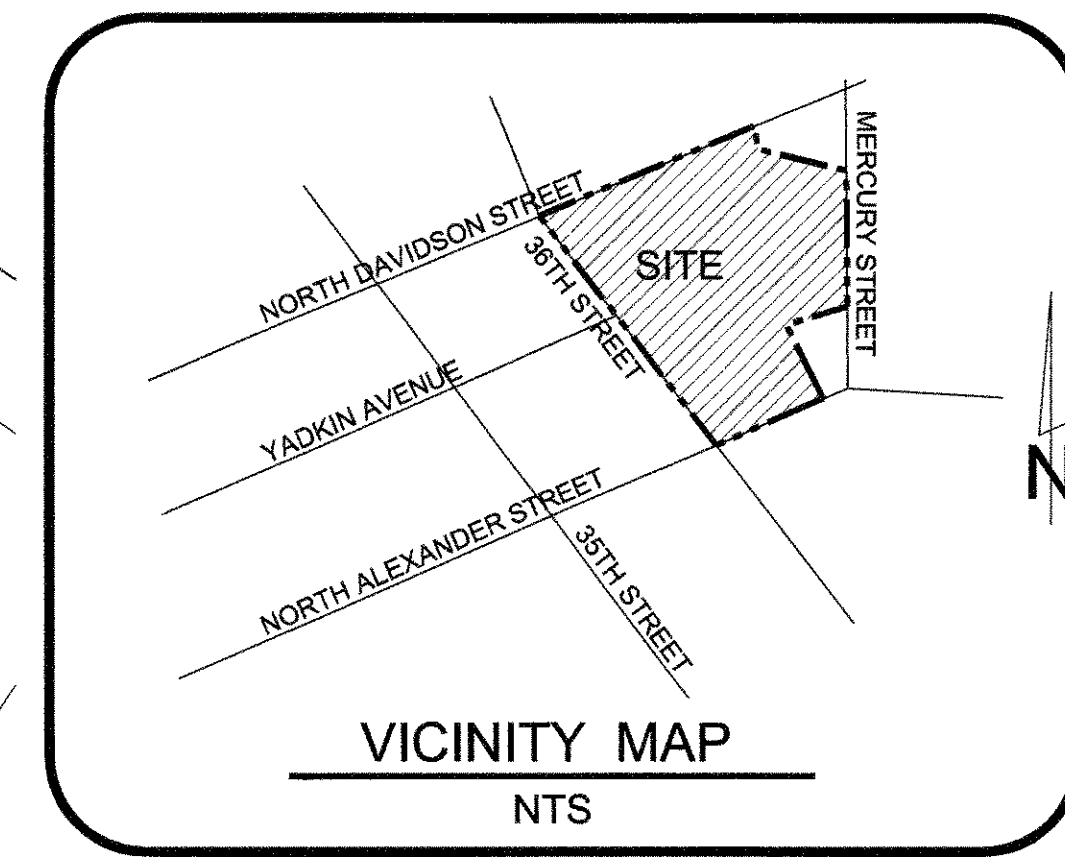 MERCURY STREET
NORTH DAVIDSON STREET
36TH STREET
SITE
YADKIN AVENUE
NORTH ALEXANDER STREET
35TH STREET
N
VICINITY MAP
NTS